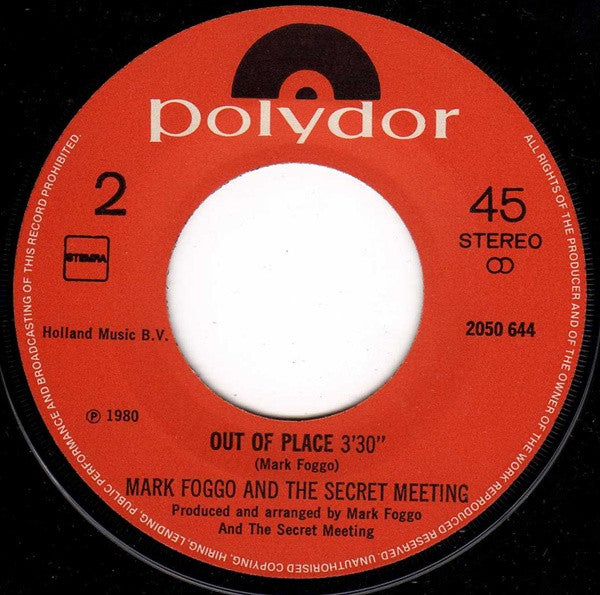 polydor
2
45
STEREO
STEMRA
Holland Music B.V.
2050 644
℗ 1980
OUT OF PLACE 3'30"
(Mark Foggo)
MARK FOGGO AND THE SECRET MEETING
Produced and arranged by Mark Foggo
And The Secret Meeting
ALL RIGHTS OF THE PRODUCER AND OF THE OWNER OF THE WORK REPRODUCED RESERVED. UNAUTHORISED COPYING, HIRING, LENDING, PUBLIC PERFORMANCE AND BROADCASTING OF THIS RECORD PROHIBITED.